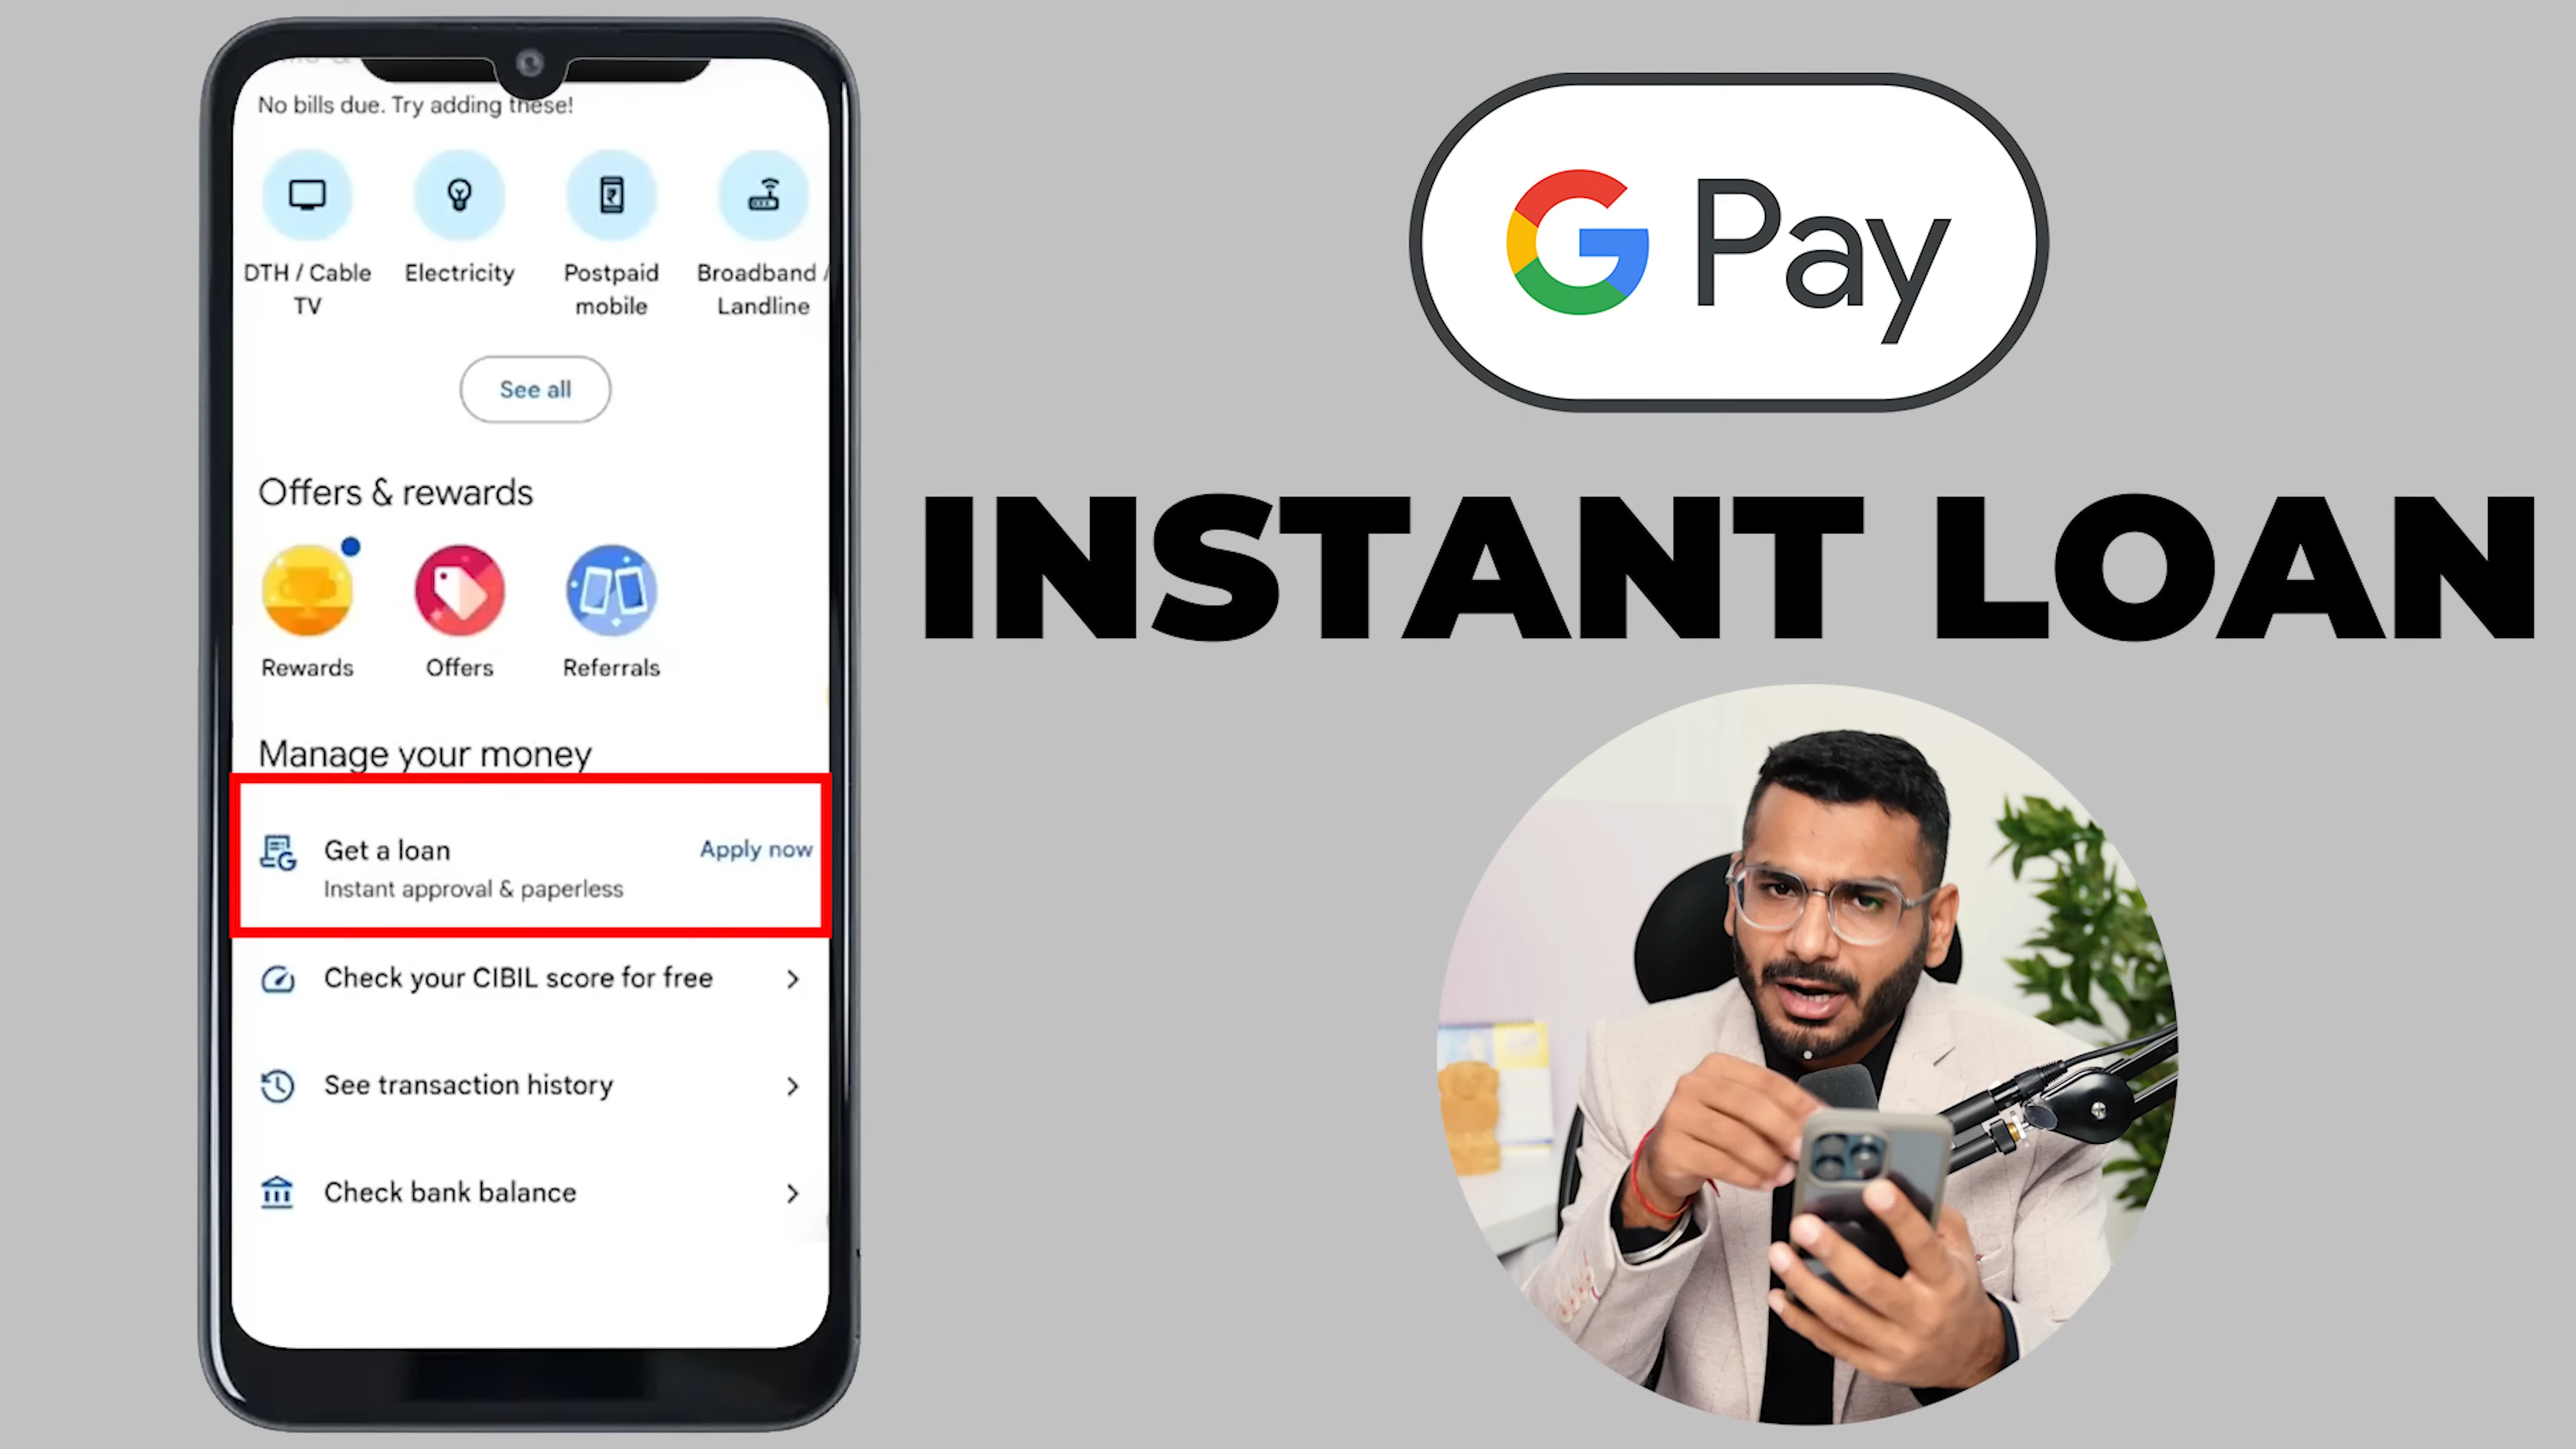 No bills due. Try adding these!
DTH / Cable
TV
Electricity
Postpaid
mobile
Broadband /
Landline
See all
Offers & rewards
Rewards
Offers
Referrals
Manage your money
Get a loan
Apply now
Instant approval & paperless
Check your CIBIL score for free
See transaction history
Check bank balance
G Pay
INSTANT LOAN